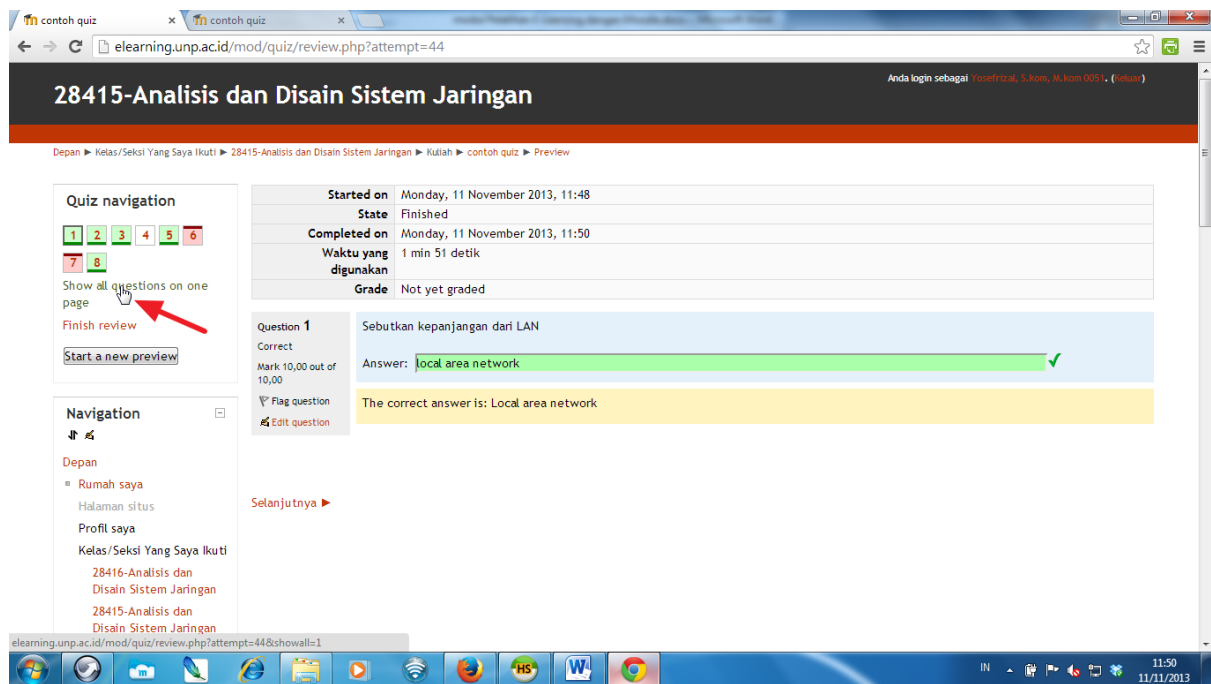 contoh quiz
contoh quiz
elearning.unp.ac.id/mod/quiz/review.php?attempt=44
Anda login sebagai Yosefrizal, S.kom, M.kom 0051. (Keluar)
28415-Analisis dan Disain Sistem Jaringan
Depan ► Kelas/Seksi Yang Saya Ikuti ► 28415-Analisis dan Disain Sistem Jaringan ► Kuliah ► contoh quiz ► Preview
Quiz navigation
1 2 3 4 5 6
7 8
Show all questions on one
page
Finish review
Start a new preview
Started on Monday, 11 November 2013, 11:48
State Finished
Completed on Monday, 11 November 2013, 11:50
Waktu yang 1 min 51 detik
digunakan
Grade Not yet graded
Question 1
Correct
Mark 10,00 out of
10,00
Flag question
Edit question
Sebutkan kepanjangan dari LAN
Answer: local area network
The correct answer is: Local area network
Selanjutnya ►
Navigation
Depan
Rumah saya
Halaman situs
Profil saya
Kelas/Seksi Yang Saya Ikuti
28416-Analisis dan
Disain Sistem Jaringan
28415-Analisis dan
Disain Sistem Jaringan
elearning.unp.ac.id/mod/quiz/review.php?attempt=44&showall=1
m
HS
W
IN
11:50
11/11/2013